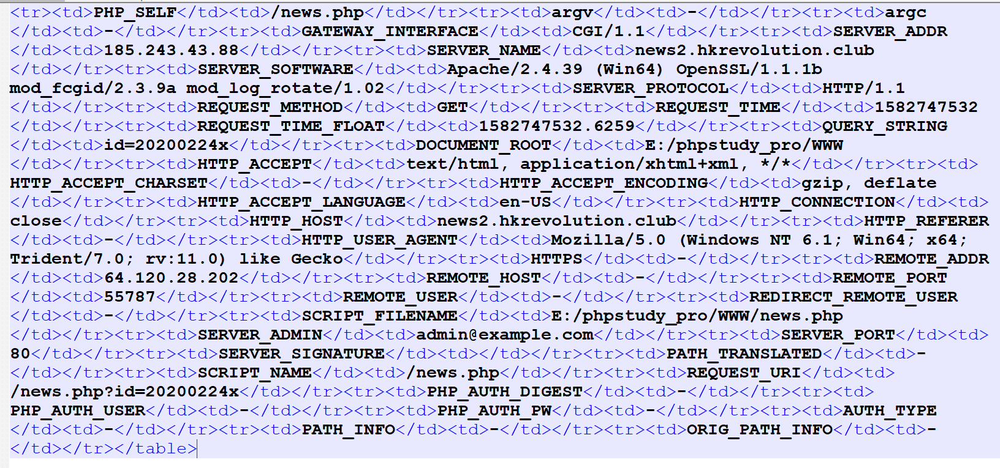 <tr><td>PHP_SELF</td><td>/news.php</td></tr><tr><td>argv</td><td>-</td></tr><tr><td>argc
</td><td>-</td></tr><tr><td>GATEWAY_INTERFACE</td><td>CGI/1.1</td></tr><tr><td>SERVER_ADDR
</td><td>185.243.43.88</td></tr><tr><td>SERVER_NAME</td><td>news2.hkrevolution.club
</td></tr><tr><td>SERVER_SOFTWARE</td><td>Apache/2.4.39 (Win64) OpenSSL/1.1.1b
mod_fcgid/2.3.9a mod_log_rotate/1.02</td></tr><tr><td>SERVER_PROTOCOL</td><td>HTTP/1.1
</td></tr><tr><td>REQUEST_METHOD</td><td>GET</td></tr><tr><td>REQUEST_TIME</td><td>1582747532
</td></tr><tr><td>REQUEST_TIME_FLOAT</td><td>1582747532.6259</td></tr><tr><td>QUERY_STRING
</td><td>id=20200224x</td></tr><tr><td>DOCUMENT_ROOT</td><td>E:/phpstudy_pro/WWW
</td></tr><tr><td>HTTP_ACCEPT</td><td>text/html, application/xhtml+xml, */*</td></tr><tr><td>
HTTP_ACCEPT_CHARSET</td><td>-</td></tr><tr><td>HTTP_ACCEPT_ENCODING</td><td>gzip, deflate
</td></tr><tr><td>HTTP_ACCEPT_LANGUAGE</td><td>en-US</td></tr><tr><td>HTTP_CONNECTION</td><td>
close</td></tr><tr><td>HTTP_HOST</td><td>news2.hkrevolution.club</td></tr><tr><td>HTTP_REFERER
</td><td>-</td></tr><tr><td>HTTP_USER_AGENT</td><td>Mozilla/5.0 (Windows NT 6.1; Win64; x64;
Trident/7.0; rv:11.0) like Gecko</td></tr><tr><td>HTTPS</td><td>-</td></tr><tr><td>REMOTE_ADDR
</td><td>64.120.28.202</td></tr><tr><td>REMOTE_HOST</td><td>-</td></tr><tr><td>REMOTE_PORT
</td><td>55787</td></tr><tr><td>REMOTE_USER</td><td>-</td></tr><tr><td>REDIRECT_REMOTE_USER
</td><td>-</td></tr><tr><td>SCRIPT_FILENAME</td><td>E:/phpstudy_pro/WWW/news.php
</td></tr><tr><td>SERVER_ADMIN</td><td>admin@example.com</td></tr><tr><td>SERVER_PORT</td><td>
80</td></tr><tr><td>SERVER_SIGNATURE</td><td></td></tr><tr><td>PATH_TRANSLATED</td><td>-
</td></tr><tr><td>SCRIPT_NAME</td><td>/news.php</td></tr><tr><td>REQUEST_URI</td><td>
/news.php?id=20200224x</td></tr><tr><td>PHP_AUTH_DIGEST</td><td>-</td></tr><tr><td>
PHP_AUTH_USER</td><td>-</td></tr><tr><td>PHP_AUTH_PW</td><td>-</td></tr><tr><td>AUTH_TYPE
</td><td>-</td></tr><tr><td>PATH_INFO</td><td>-</td></tr><tr><td>ORIG_PATH_INFO</td><td>-
</td></tr></table>